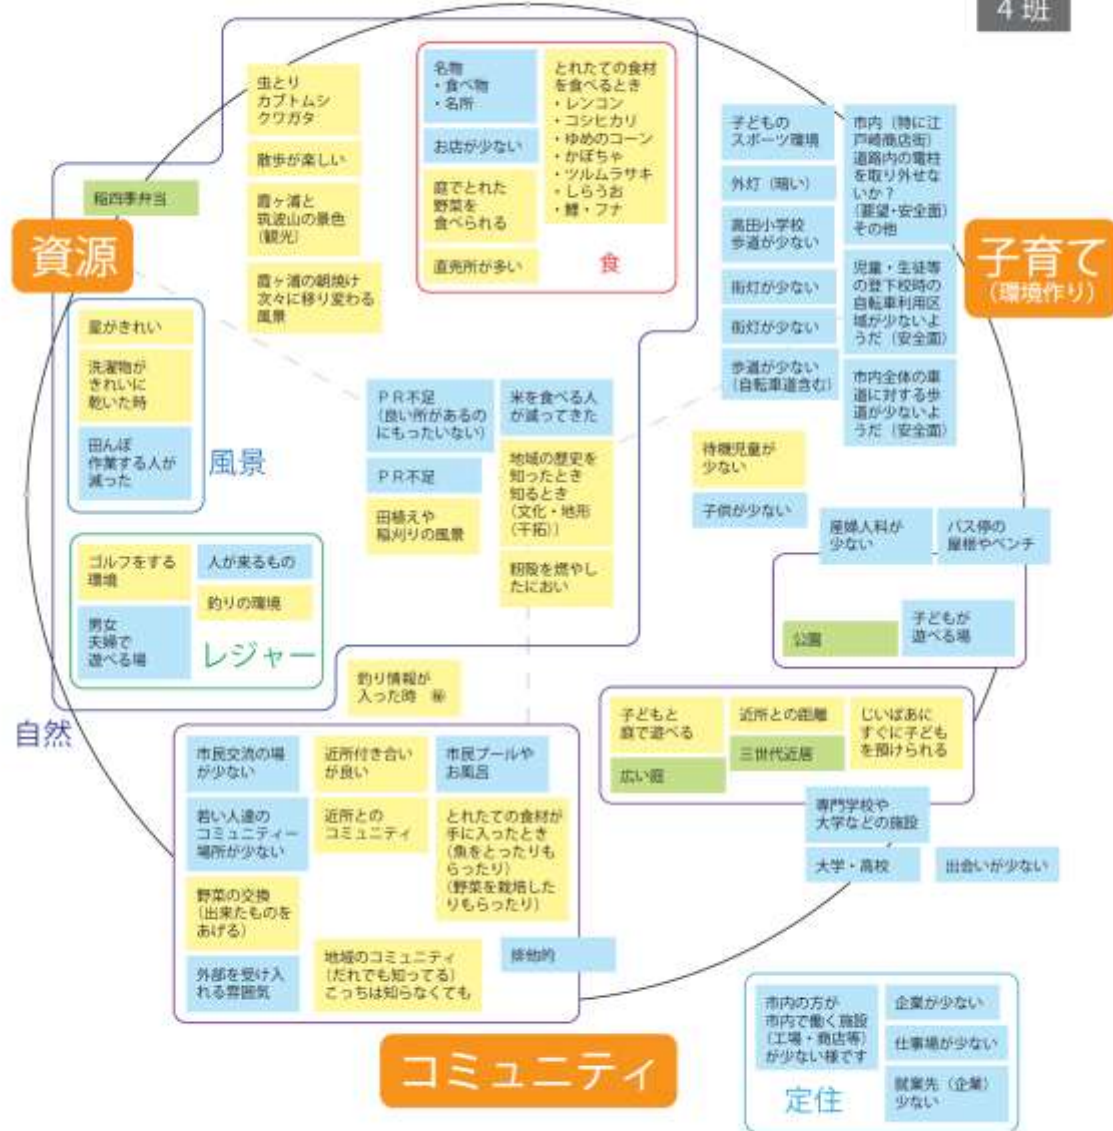 4班
虫とり
カブトムシ
クワガタ
散歩が楽しい
霞ヶ浦と
筑波山の景色
(観光)
霞ヶ浦の朝焼け
次々に移り変わる
風景
稲四季弁当
資源
名物
・食べ物
・名所
お店が少ない
庭でとれた
野菜を
食べられる
直売所が多い
とれたての食材
を食べるとき
・レンコン
・コシヒカリ
・ゆめのコーン
・かぼちゃ
・ツルムラサキ
・しらうお
・鯉・フナ
食
子どもの
スポーツ環境
外灯(暗い)
高田小学校
歩道が少ない
街灯が少ない
街灯が少ない
歩道が少ない
(自転車道含む)
市内(特に江
戸崎商店街)
道路内の電柱
を取り外せな
いか?
(要望・安全面)
その他
児童・生徒等
の登下校時の
自転車利用区
域が少ないよ
うだ(安全面)
市内全体の車
道に対する歩
道が少ないよ
うだ(安全面)
子育て
(環境作り)
星がきれい
洗濯物が
きれいに
乾いた時
田んぼ
作業する人が
減った
風景
PR不足
(良い所があるの
にもったいない)
PR不足
田植えや
稲刈りの風景
米を食べる人
が減ってきた
地域の歴史を
知ったとき
知るとき
(文化・地形
(干拓))
籾殻を燃やし
たにおい
待機児童が
少ない
子供が少ない
産婦人科が
少ない
バス停の
屋根やベンチ
公園
子どもが
遊べる場
ゴルフをする
環境
人が来るもの
釣りの環境
男女
夫婦で
遊べる場
レジャー
自然
釣り情報が
入った時 ㊙
子どもと
庭で遊べる
広い庭
近所との距離
三世代近居
じいばあに
すぐに子ども
を預けられる
専門学校や
大学などの施設
大学・高校
出会いが少ない
市民交流の場
が少ない
若い人達の
コミュニティー
場所が少ない
野菜の交換
(出来たものを
あげる)
外部を受け入
れる雰囲気
近所付き合い
が良い
近所との
コミュニティ
地域のコミュニティ
(だれでも知ってる)
こっちは知らなくても
市民プールや
お風呂
とれたての食材が
手に入ったとき
(魚をとったりも
らったり)
(野菜を栽培した
りもらったり)
排他的
コミュニティ
市内の方が
市内で働く施設
(工場・商店等)
が少ない様です
企業が少ない
仕事場が少ない
就業先(企業)
少ない
定住